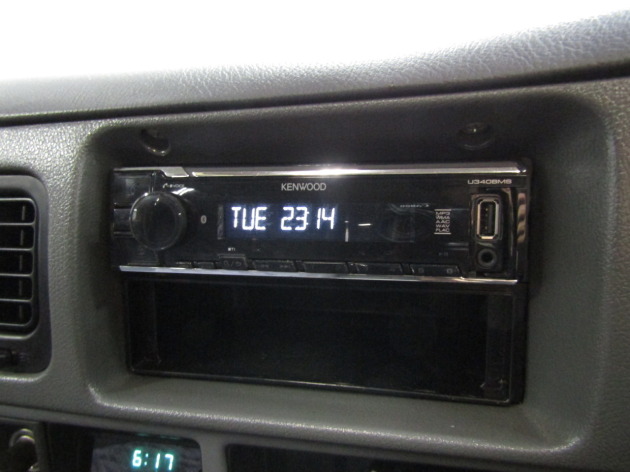 KENWOOD
U340BMS
TUE 23 14
MP3
WMA
AAC
WAV
FLAC
6:17